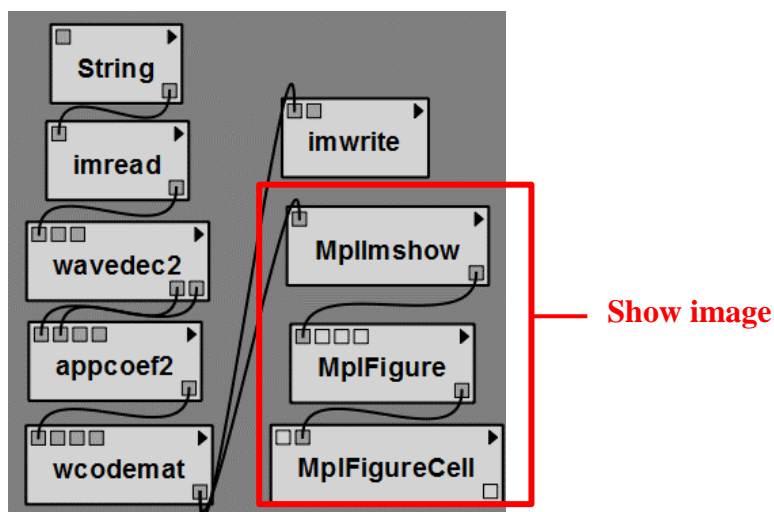 String
imread
wavedec2
appcoef2
wcodemat
imwrite
MplImshow
MplFigure
MplFigureCell
Show image